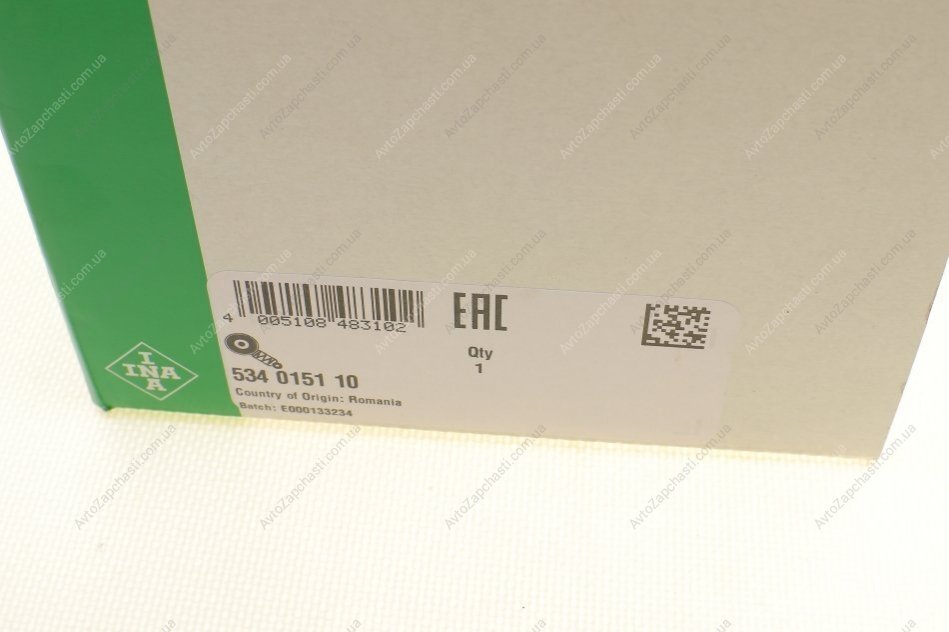 4 005108 483102
EAC
Qty
1
534 0151 10
Country of Origin: Romania
Batch: E000133234
I
INA
A
AvtoZapchasti.com.ua